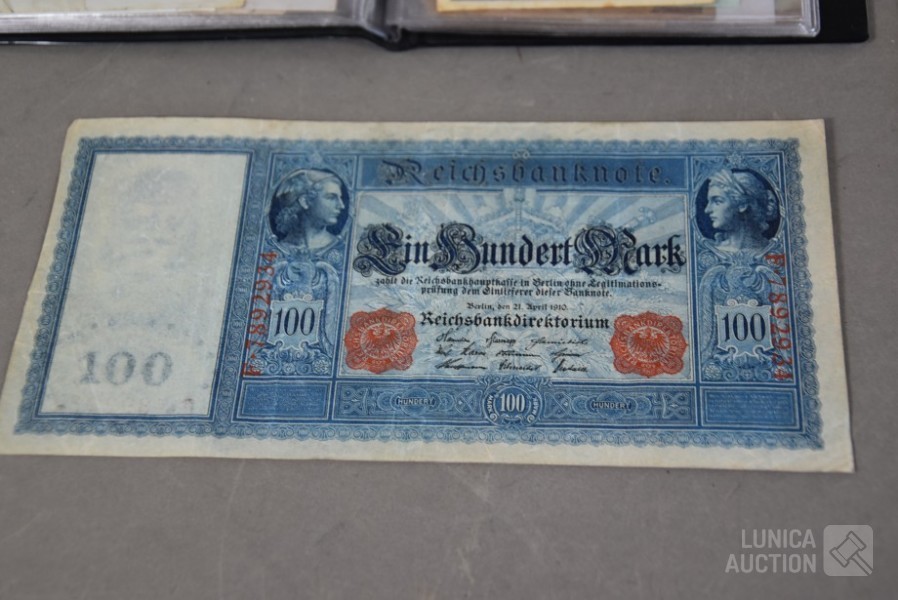 Reichsbanknote.
Ein Hundert Mark
zahlt die Reichsbankhauptkasse in Berlin ohne Legitimations-
prüfung dem Einlieferer dieser Banknote.
Berlin, den 21. April 1910.
Reichsbankdirektorium
F·7892934
F·7892934
100
100
100
HUNDERT
100
HUNDERT
LUNICA
AUCTION